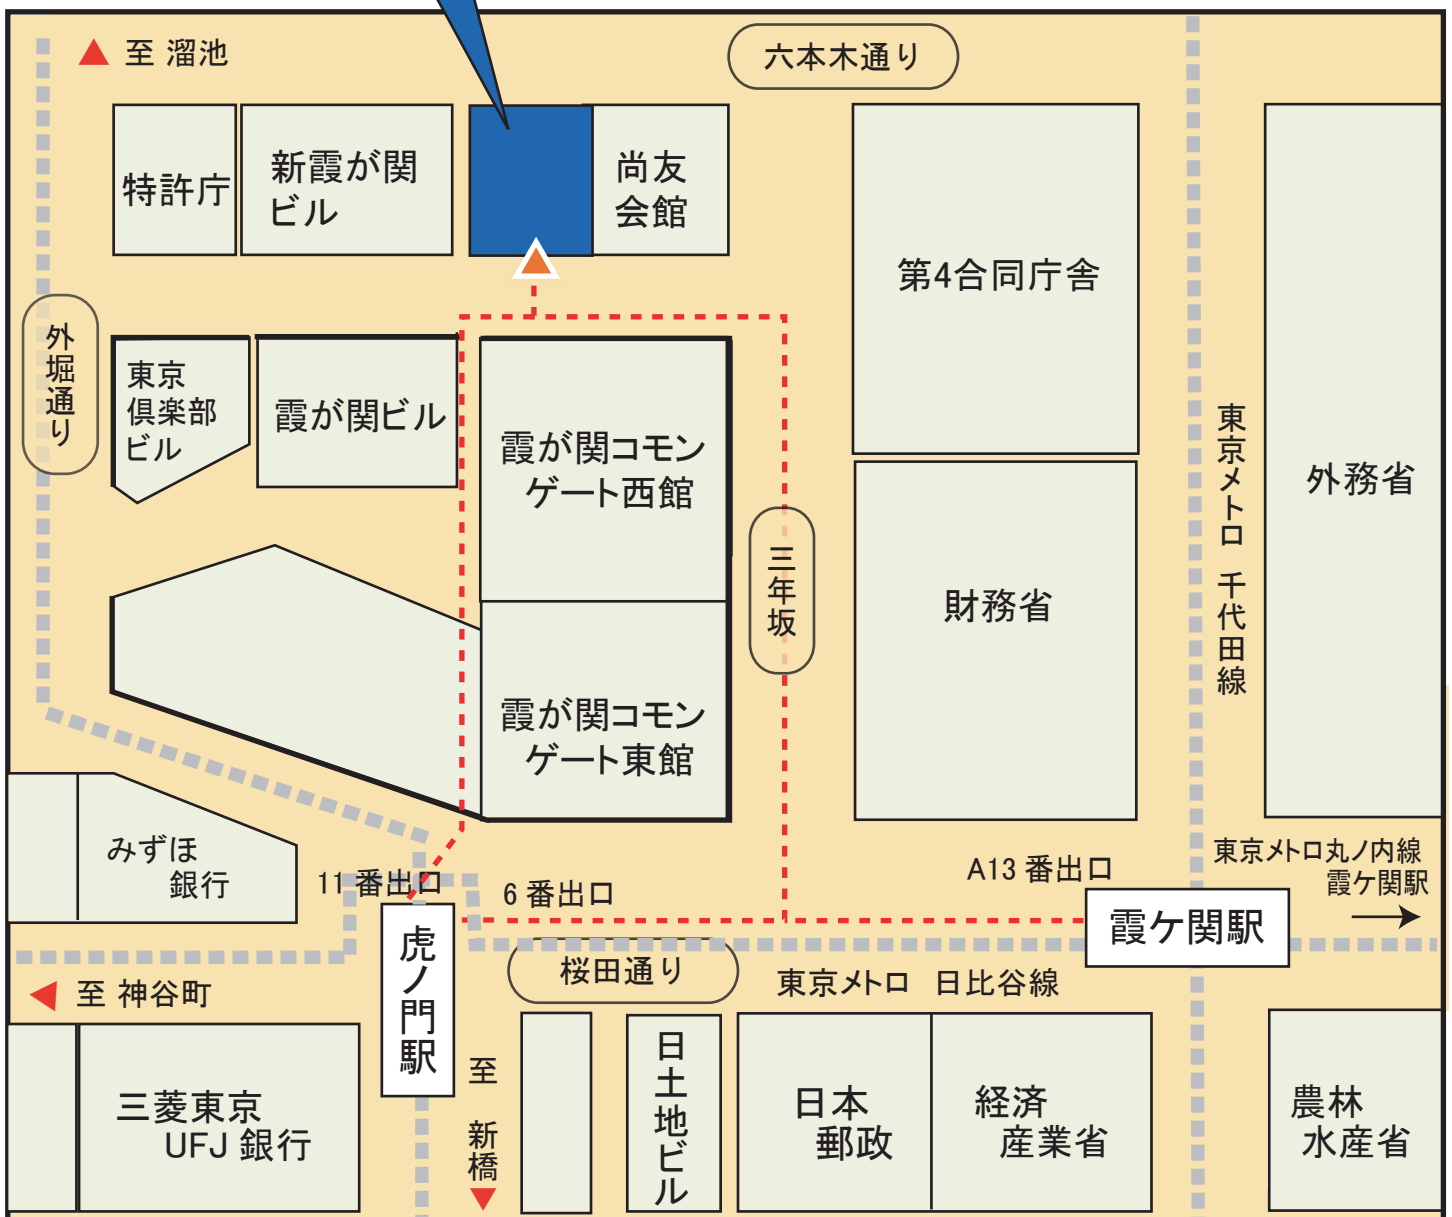 至 溜池
六本木通り
特許庁
新霞が関
ビル
尚友
会館
第4合同庁舎
外堀通り
東京
倶楽部
ビル
霞が関ビル
霞が関コモン
ゲート西館
三年坂
財務省
東京メトロ 千代田線
外務省
霞が関コモン
ゲート東館
みずほ
銀行
11 番出口
6 番出口
A13 番出口
東京メトロ丸ノ内線
霞ケ関駅
霞ケ関駅
虎ノ門駅
桜田通り
東京メトロ 日比谷線
至 神谷町
至 新橋
三菱東京
UFJ 銀行
日土地ビル
日本
郵政
経済
産業省
農林
水産省